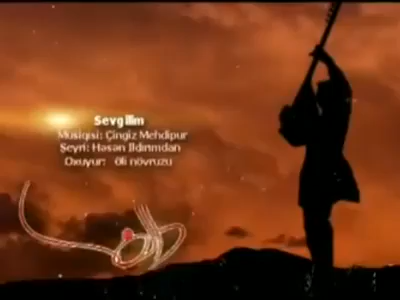 Sevgilim
Musiqisi: Çingiz Mehdipur
Şeyri: Həsən İldırımdan
Oxuyur: Əli növruzu